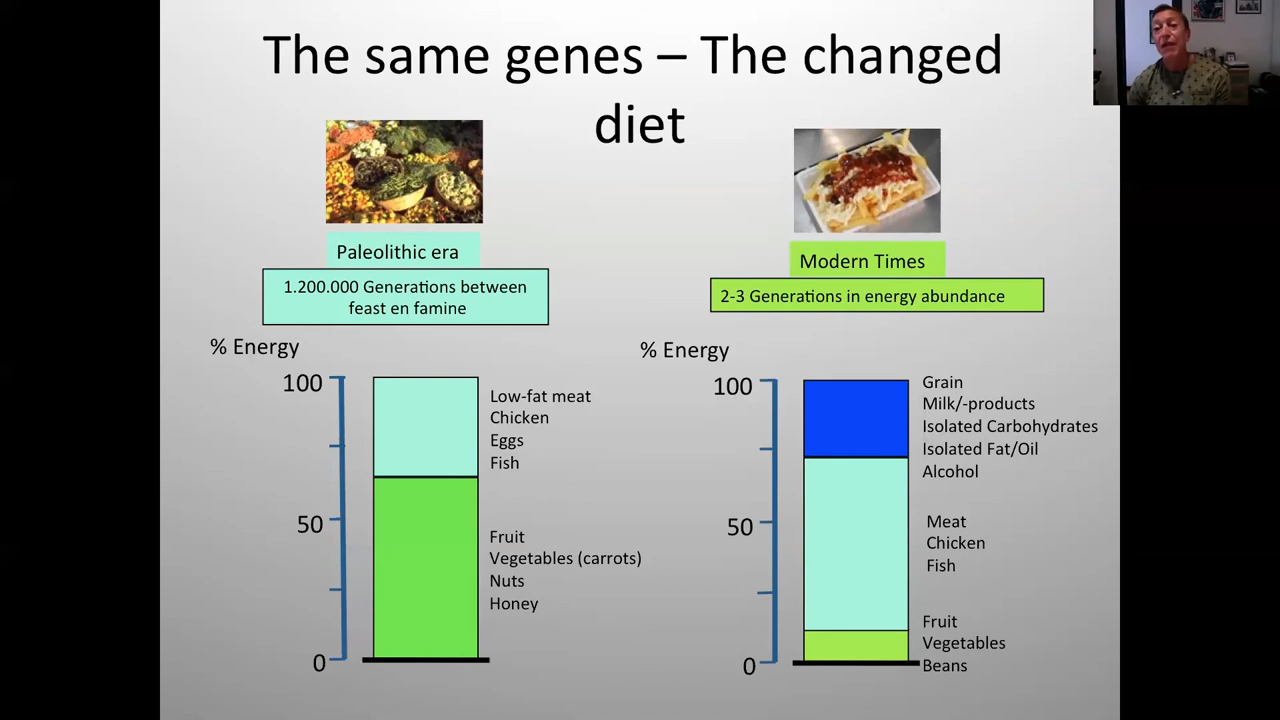 The same genes – The changed
diet
Paleolithic era
1.200.000 Generations between
feast en famine
% Energy
100
50
0
Low-fat meat
Chicken
Eggs
Fish
Fruit
Vegetables (carrots)
Nuts
Honey
Modern Times
2-3 Generations in energy abundance
% Energy
100
50
0
Grain
Milk/-products
Isolated Carbohydrates
Isolated Fat/Oil
Alcohol
Meat
Chicken
Fish
Fruit
Vegetables
Beans